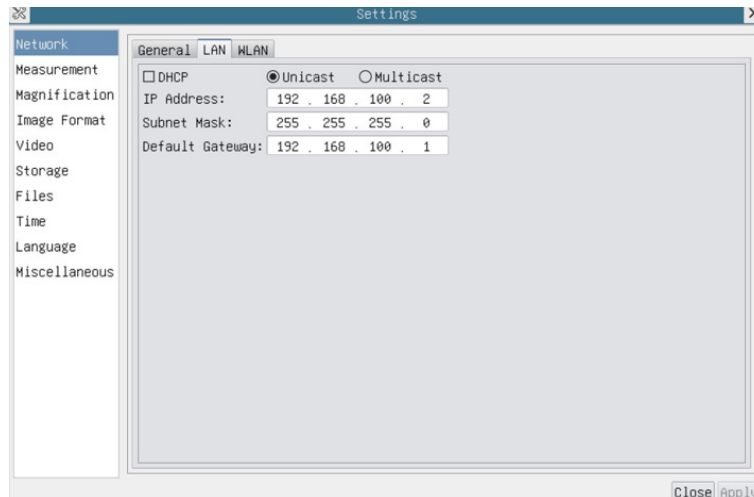 Settings
Network
Measurement
Magnification
Image Format
Video
Storage
Files
Time
Language
Miscellaneous
General LAN WLAN
DHCP Unicast Multicast
IP Address: 192 . 168 . 100 . 2
Subnet Mask: 255 . 255 . 255 . 0
Default Gateway: 192 . 168 . 100 . 1
Close Apply